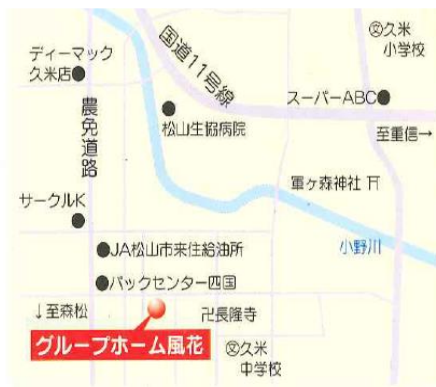 ディーマック
久米店
国道11号線
㊛久米
小学校
スーパーABC
農免道路
松山生協病院
至重信→
軍ヶ森神社
サークルK
小野川
JA松山市来住給油所
パックセンター四国
↓至森松
卍長隆寺
グループホーム風花
㊛久米
中学校